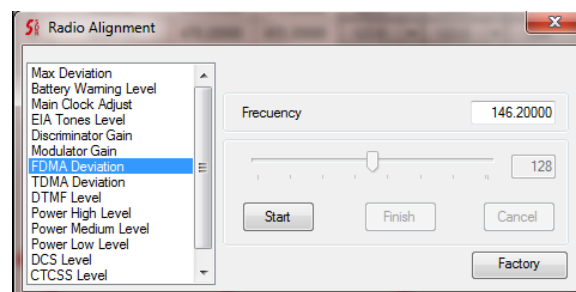 Radio Alignment
Max Deviation
Battery Warning Level
Main Clock Adjust
EIA Tones Level
Discriminator Gain
Modulator Gain
FDMA Deviation
TDMA Deviation
DTMF Level
Power High Level
Power Medium Level
Power Low Level
DCS Level
CTCSS Level
Frecuency
146.20000
128
Start
Finish
Cancel
Factory